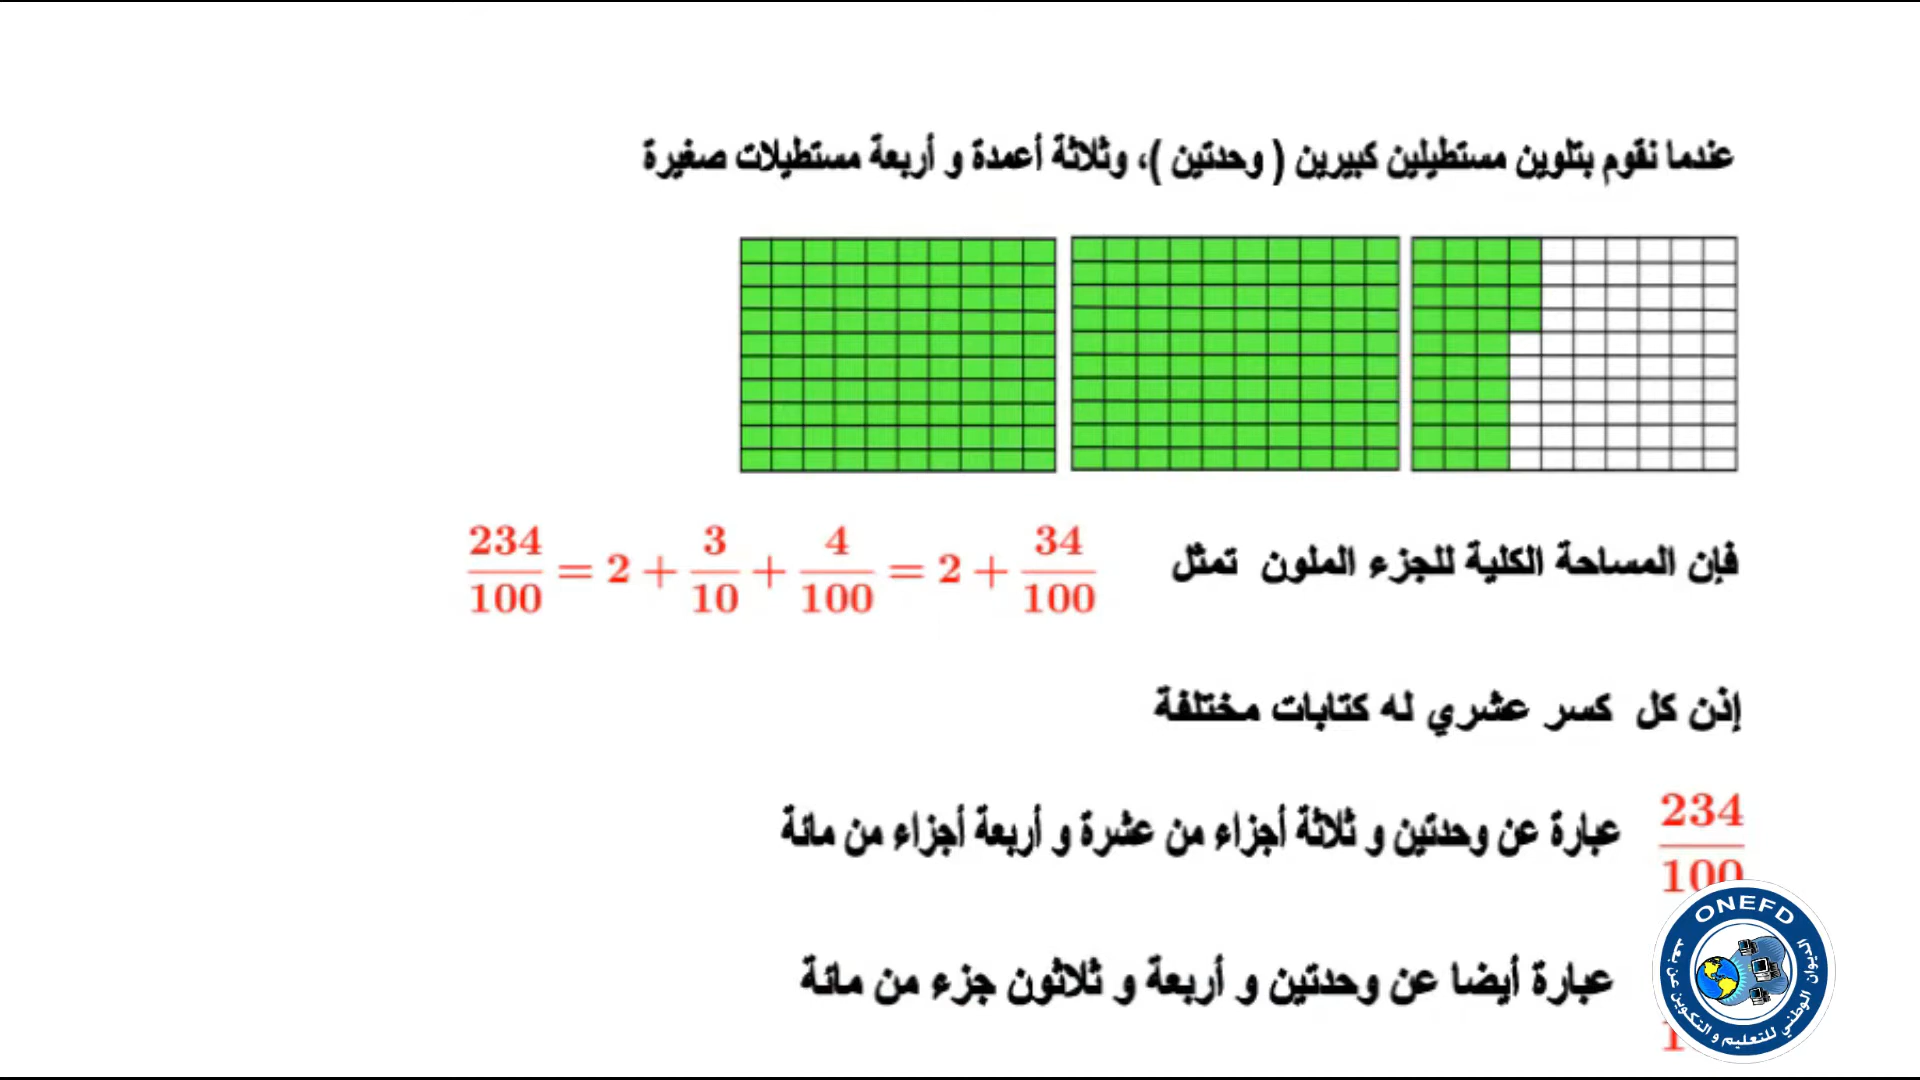 عندما نقوم بتلوين مستطيلين كبيرين ( وحدتين )، وثلاثة أعمدة و أربعة مستطيلات صغيرة
فإن المساحة الكلية للجزء الملون تمثل 234/100 = 2 + 3/10 + 4/100 = 2 + 34/100
إذن كل كسر عشري له كتابات مختلفة
234/100 عبارة عن وحدتين و ثلاثة أجزاء من عشرة و أربعة أجزاء من مائة
عبارة أيضا عن وحدتين و أربعة و ثلاثون جزء من مائة
ONEFD
الديوان الوطني للتعليم و التكوين عن بعد